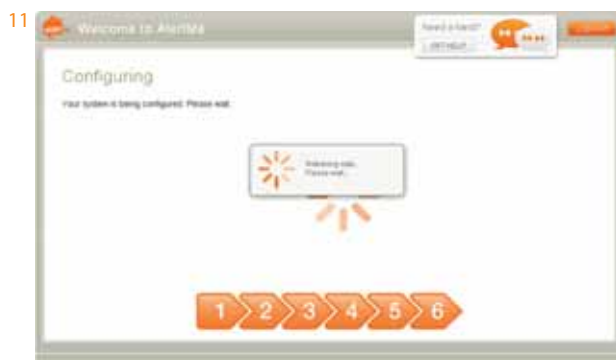 11
Welcome to AlertMe
Need a hand?
GET HELP
Configuring
Your system is being configured. Please wait.
Please wait...
1 2 3 4 5 6